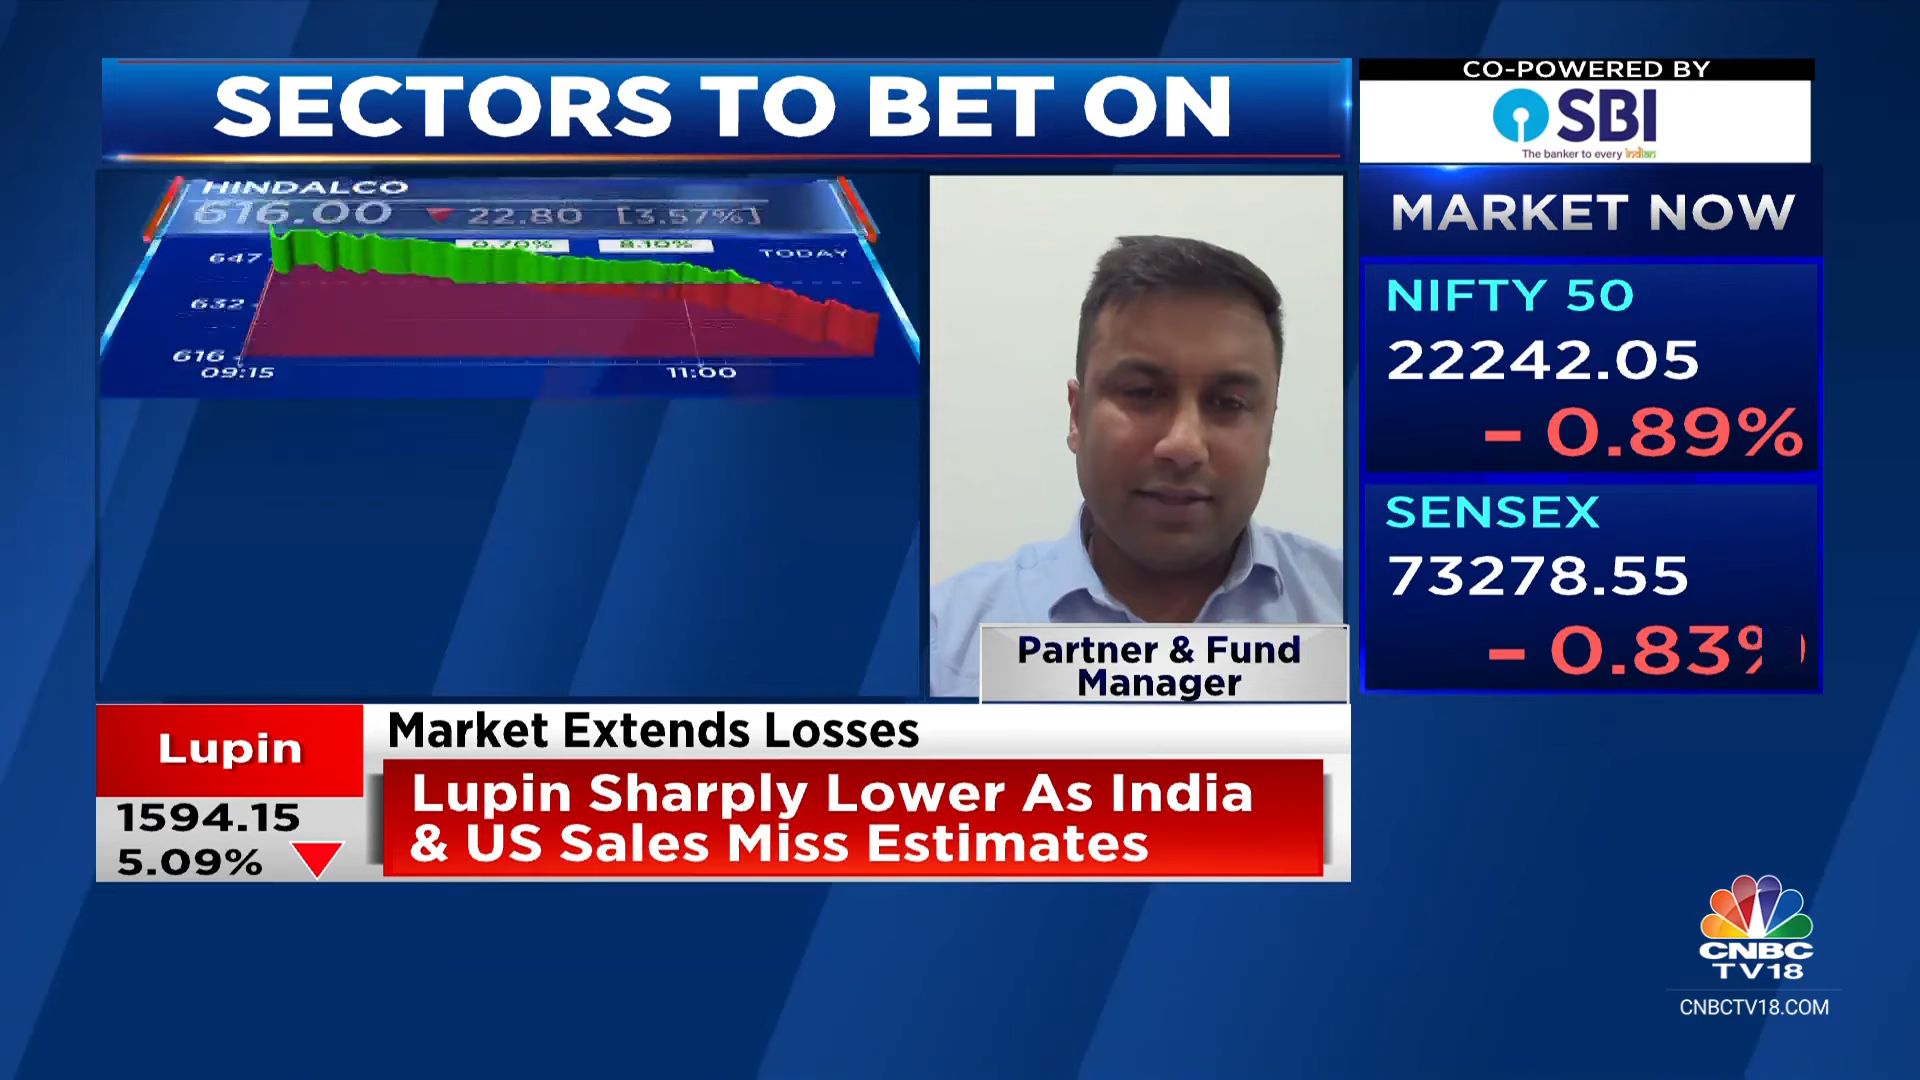 SECTORS TO BET ON
CO-POWERED BY
SBI
The banker to every indian
HINDALCO
616.00 22.80 [3.57%]
0.70% 8.10%
TODAY
647
632
616
09:15 11:00
MARKET NOW
NIFTY 50
22242.05
- 0.89%
SENSEX
73278.55
- 0.83%
Partner & Fund
Manager
Lupin
1594.15
5.09%
Market Extends Losses
Lupin Sharply Lower As India
& US Sales Miss Estimates
CNBC
TV18
CNBCTV18.COM